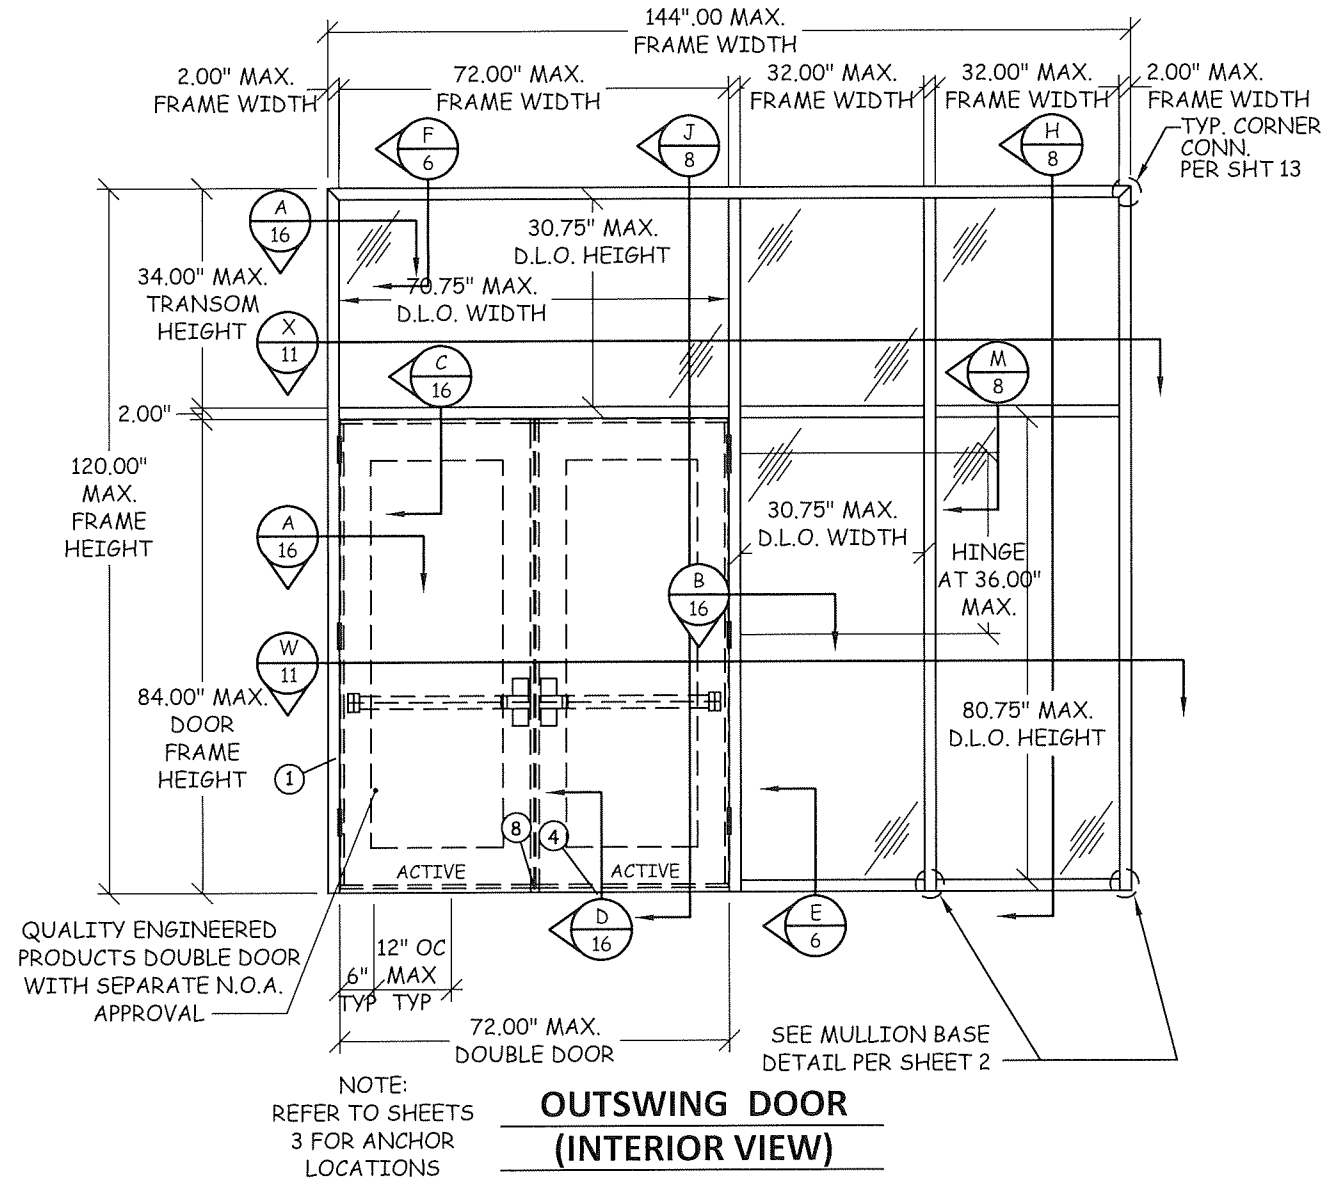 144".00 MAX.
FRAME WIDTH
2.00" MAX.
FRAME WIDTH
72.00" MAX.
FRAME WIDTH
32.00" MAX.
FRAME WIDTH
32.00" MAX.
FRAME WIDTH
2.00" MAX.
FRAME WIDTH
TYP. CORNER
CONN.
PER SHT 13
F
6
J
8
H
8
A
16
30.75" MAX.
D.L.O. HEIGHT
34.00" MAX.
TRANSOM
HEIGHT
70.75" MAX.
D.L.O. WIDTH
X
11
C
16
M
8
2.00"
120.00"
MAX.
FRAME
HEIGHT
A
16
30.75" MAX.
D.L.O. WIDTH
HINGE
AT 36.00"
MAX.
B
16
W
11
84.00" MAX.
DOOR
FRAME
HEIGHT
80.75" MAX.
D.L.O. HEIGHT
1
8
4
ACTIVE
ACTIVE
D
16
E
6
QUALITY ENGINEERED
PRODUCTS DOUBLE DOOR
WITH SEPARATE N.O.A.
APPROVAL
6"
TYP
12" OC
MAX
TYP
72.00" MAX.
DOUBLE DOOR
SEE MULLION BASE
DETAIL PER SHEET 2
NOTE:
REFER TO SHEETS
3 FOR ANCHOR
LOCATIONS
OUTSWING DOOR
(INTERIOR VIEW)